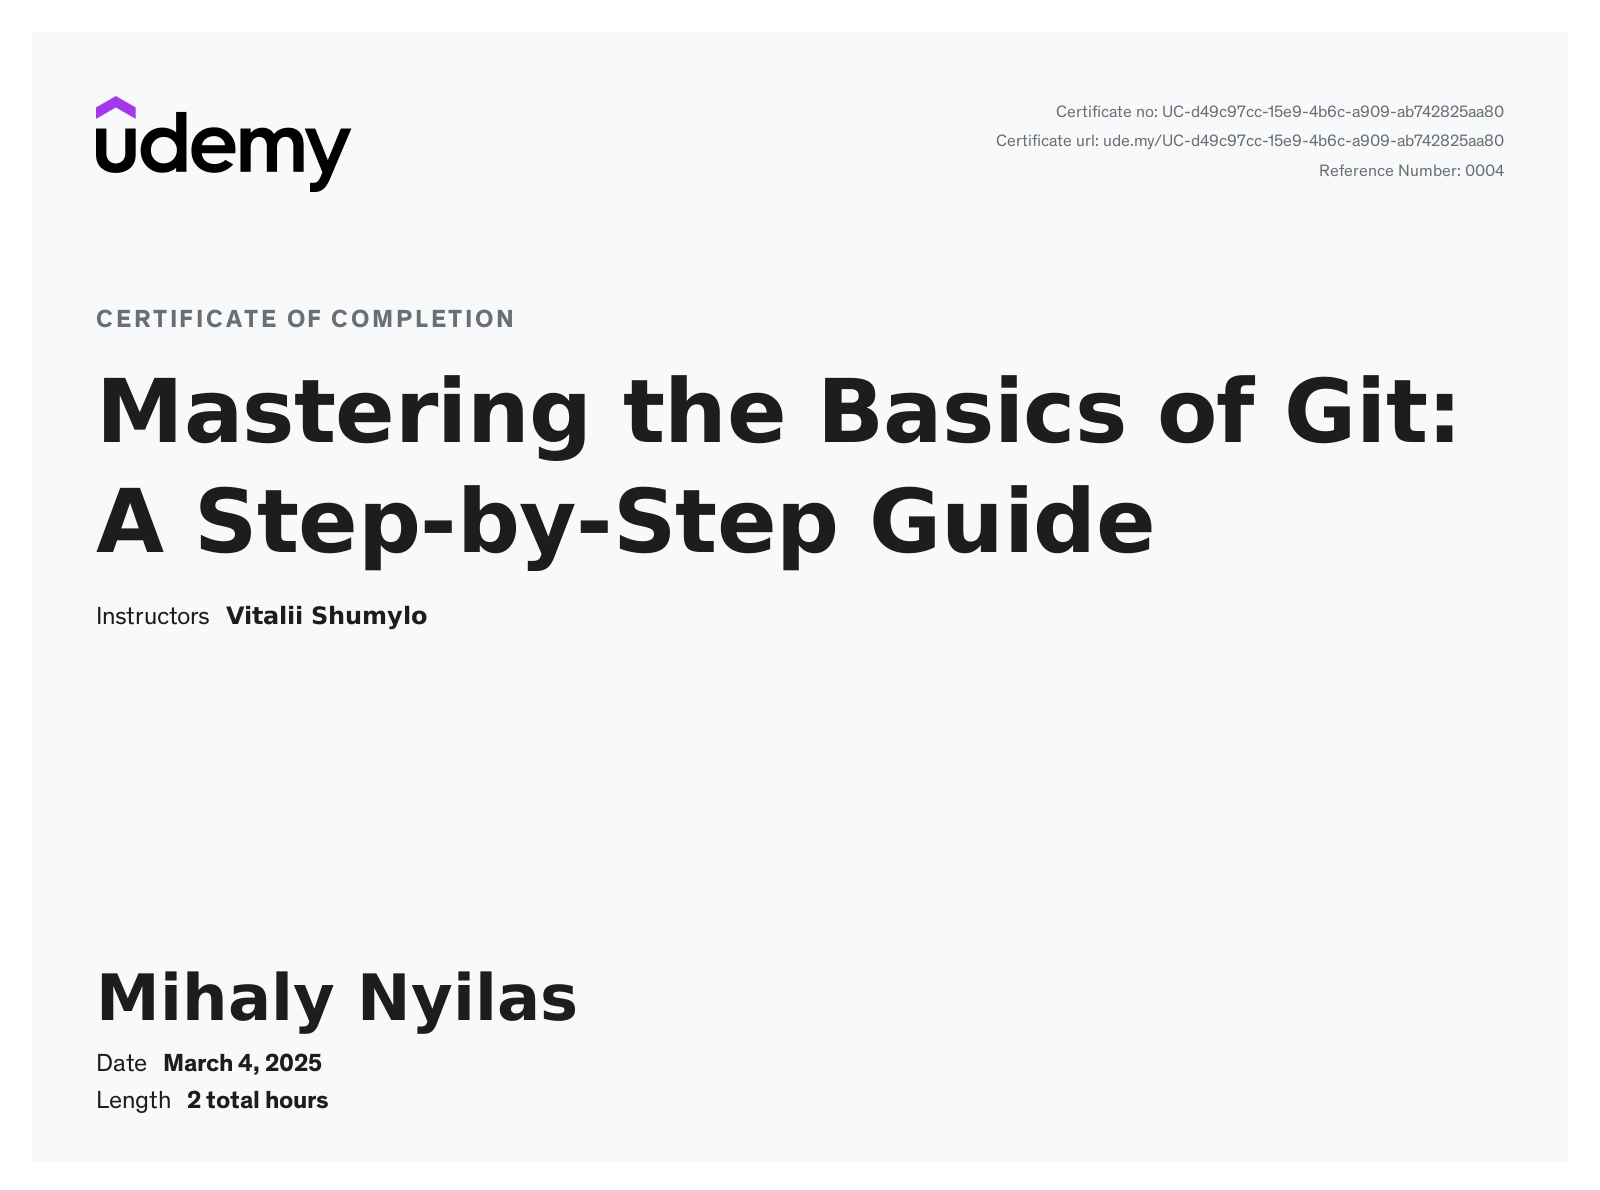 udemy
Certificate no: UC-d49c97cc-15e9-4b6c-a909-ab742825aa80
Certificate url: ude.my/UC-d49c97cc-15e9-4b6c-a909-ab742825aa80
Reference Number: 0004
CERTIFICATE OF COMPLETION
Mastering the Basics of Git:
A Step-by-Step Guide
Instructors Vitalii Shumylo
Mihaly Nyilas
Date March 4, 2025
Length 2 total hours